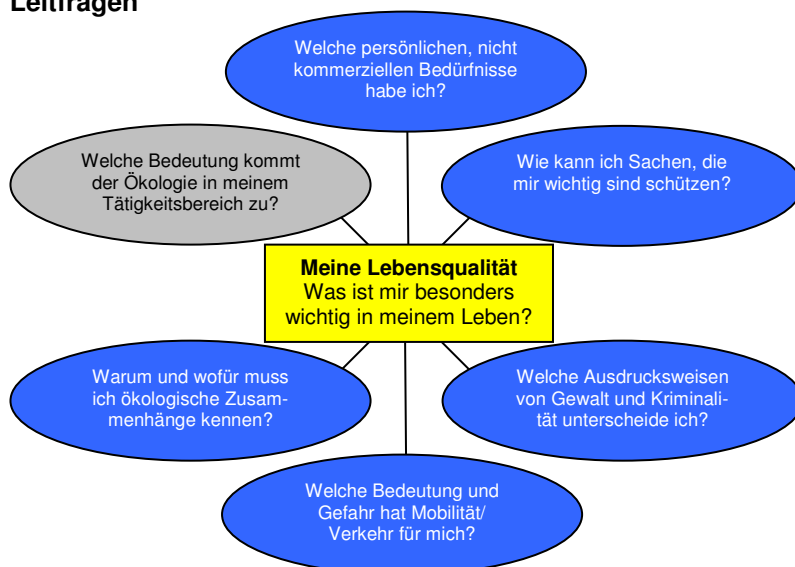 Leitfragen
Welche persönlichen, nicht
kommerziellen Bedürfnisse
habe ich?
Welche Bedeutung kommt
der Ökologie in meinem
Tätigkeitsbereich zu?
Wie kann ich Sachen, die
mir wichtig sind schützen?
Meine Lebensqualität
Was ist mir besonders
wichtig in meinem Leben?
Warum und wofür muss
ich ökologische Zusam-
menhänge kennen?
Welche Ausdrucksweisen
von Gewalt und Kriminali-
tät unterscheide ich?
Welche Bedeutung und
Gefahr hat Mobilität/
Verkehr für mich?